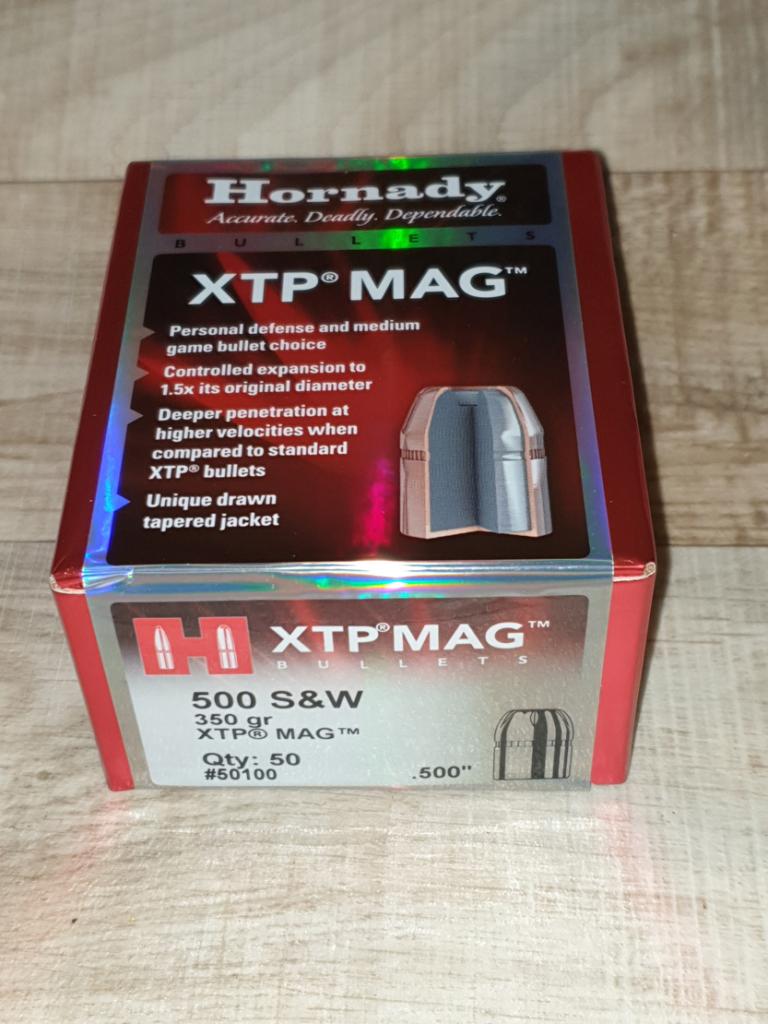 Hornady®
Accurate. Deadly. Dependable.
BULLETS
XTP® MAG™
Personal defense and medium
game bullet choice
Controlled expansion to
1.5x its original diameter
Deeper penetration at
higher velocities when
compared to standard
XTP® bullets
Unique drawn
tapered jacket
H XTP® MAG™
BULLETS
500 S&W
350 gr
XTP® MAG™
Qty: 50
#50100 .500"